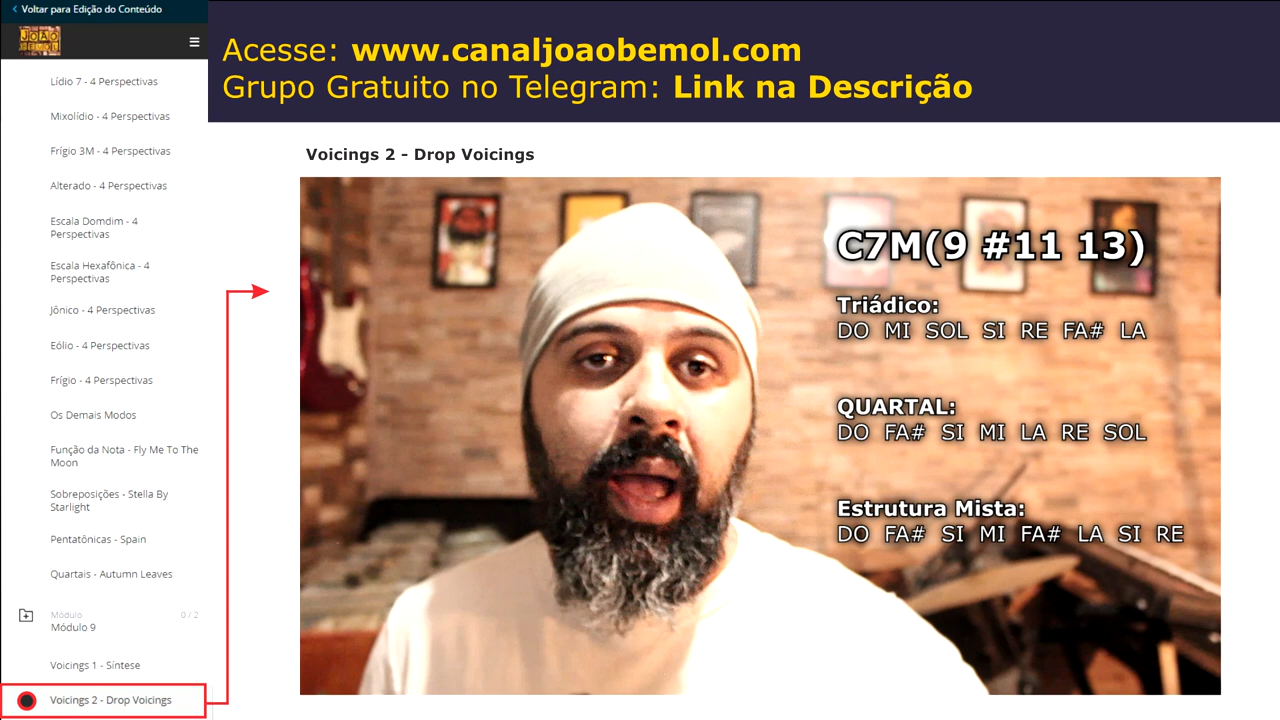 Voltar para Edição do Conteúdo
JOÃO
BEMOL
Acesse: www.canaljoaobemol.com
Grupo Gratuito no Telegram: Link na Descrição
Lídio 7 - 4 Perspectivas
Mixolídio - 4 Perspectivas
Frígio 3M - 4 Perspectivas
Alterado - 4 Perspectivas
Escala Domdim - 4
Perspectivas
Escala Hexafônica - 4
Perspectivas
Jônico - 4 Perspectivas
Eólio - 4 Perspectivas
Frígio - 4 Perspectivas
Os Demais Modos
Função da Nota - Fly Me To The
Moon
Sobreposições - Stella By
Starlight
Pentatônicas - Spain
Quartais - Autumn Leaves
Módulo 0 / 2
Módulo 9
Voicings 1 - Síntese
Voicings 2 - Drop Voicings
Voicings 2 - Drop Voicings
C7M(9 #11 13)
Triádico:
DO MI SOL SI RE FA# LA
QUARTAL:
DO FA# SI MI LA RE SOL
Estrutura Mista:
DO FA# SI MI FA# LA SI RE